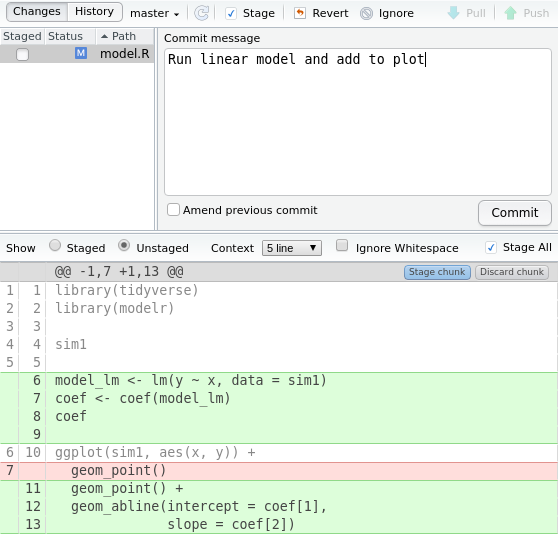 Changes History master Stage Revert Ignore Pull Push
Staged Status Path
M model.R
Commit message
Run linear model and add to plot
Amend previous commit
Commit
Show Staged Unstaged Context 5 line Ignore Whitespace Stage All
@@ -1,7 +1,13 @@ Stage chunk Discard chunk
1 1 library(tidyverse)
2 2 library(modelr)
3 3
4 4 sim1
5 5
6 model_lm <- lm(y ~ x, data = sim1)
7 coef <- coef(model_lm)
8 coef
9
6 10 ggplot(sim1, aes(x, y)) +
7 geom_point()
11 geom_point() +
12 geom_abline(intercept = coef[1],
13 slope = coef[2])